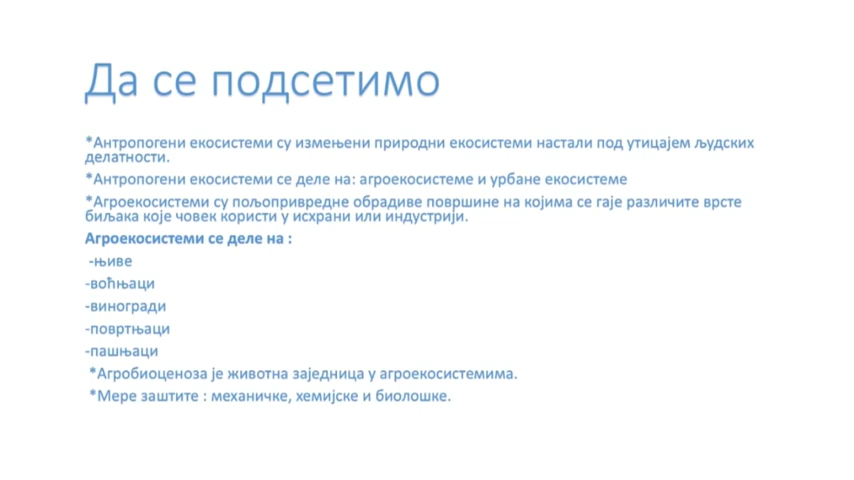 Да се подсетимо
*Антропогени екосистеми су измењени природни екосистеми настали под утицајем људских
делатности.
*Антропогени екосистеми се деле на: агроекосистеме и урбане екосистеме
*Агроекосистеми су пољопривредне обрадиве површине на којима се гаје различите врсте
биљака које човек користи у исхрани или индустрији.
Агроекосистеми се деле на :
-њиве
-воћњаци
-виногради
-повртњаци
-пашњаци
*Агробиоценоза је животна заједница у агроекосистемима.
*Мере заштите : механичке, хемијске и биолошке.